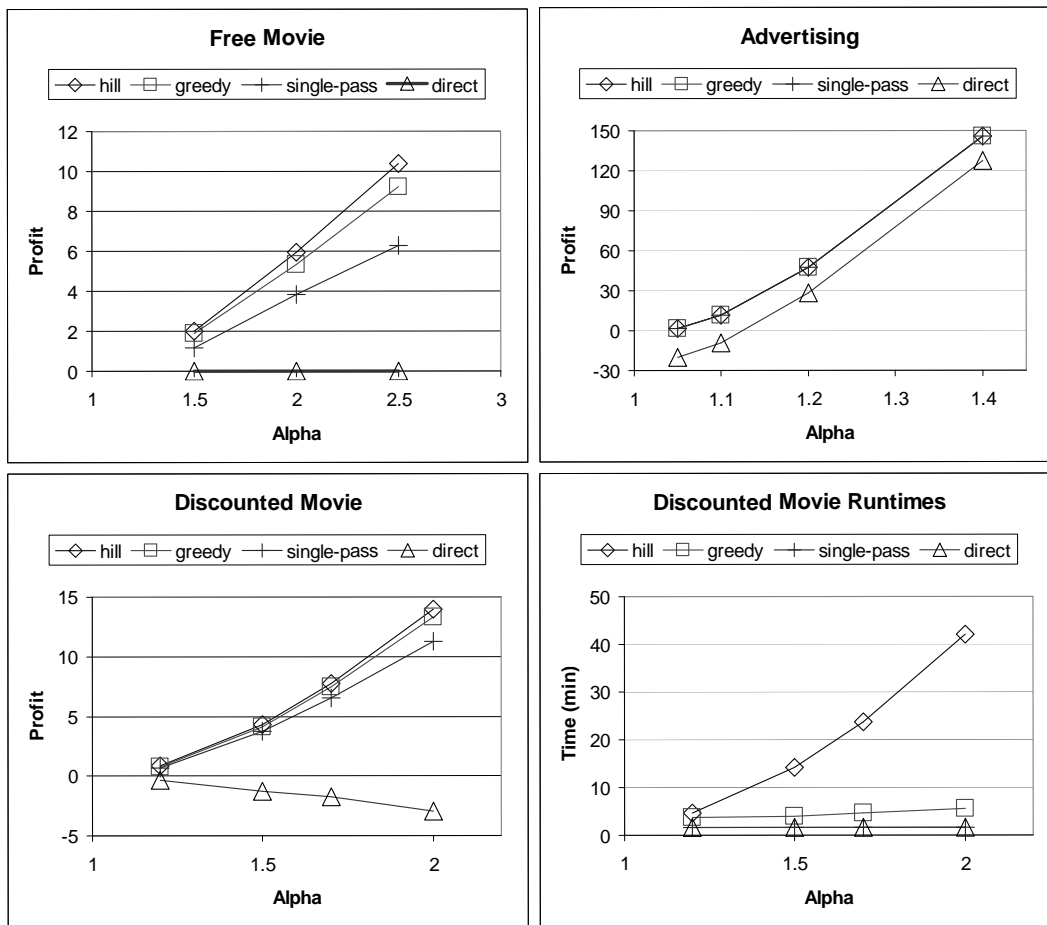 Free Movie
hill greedy single-pass direct
12
10
8
6
4
2
0
1 1.5 2 2.5 3
Profit
Alpha
Advertising
hill greedy single-pass direct
150
120
90
60
30
0
-30
1 1.1 1.2 1.3 1.4
Profit
Alpha
Discounted Movie
hill greedy single-pass direct
15
10
5
0
-5
1 1.5 2
Profit
Alpha
Discounted Movie Runtimes
hill greedy single-pass direct
50
40
30
20
10
0
1 1.5 2
Time (min)
Alpha